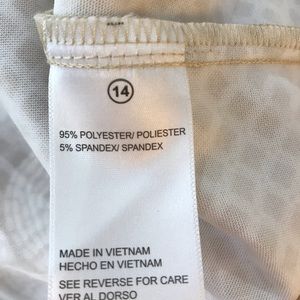 14
95% POLYESTER/ POLIESTER
5% SPANDEX/ SPANDEX
MADE IN VIETNAM
HECHO EN VIETNAM
SEE REVERSE FOR CARE
VER AL DORSO